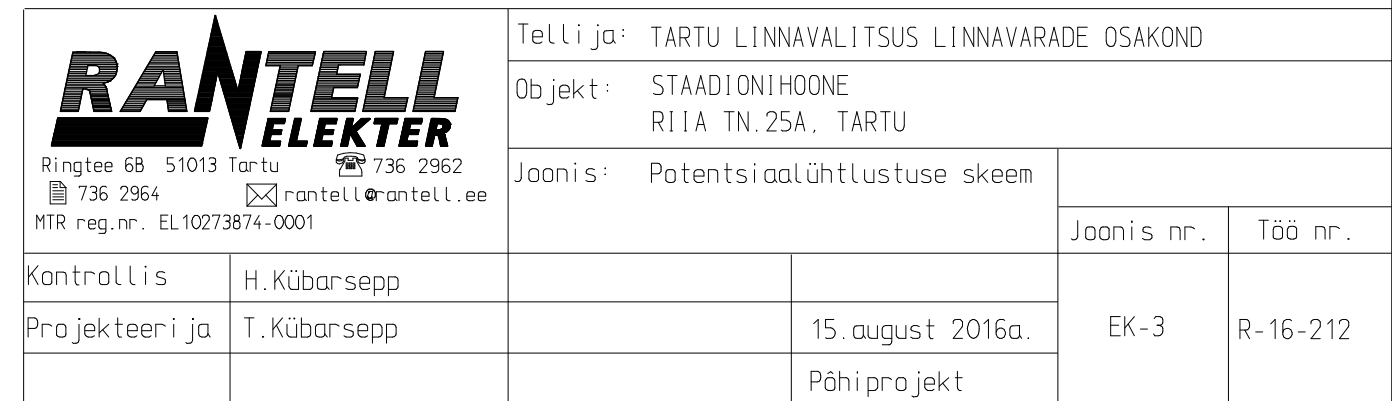 RANTELL
ELEKTER
Ringtee 6B 51013 Tartu 736 2962
736 2964 rantell@rantell.ee
MTR reg.nr. EL10273874-0001
Tellija: TARTU LINNAVALITSUS LINNAVARADE OSAKOND
Objekt: STAADIONIHOONE
RIIA TN.25A, TARTU
Joonis: Potentsiaalühtlustuse skeem
Joonis nr. Töö nr.
Kontrollis H.Kübarsepp
Projekteerija T.Kübarsepp 15.august 2016a. EK-3 R-16-212
Põhiprojekt